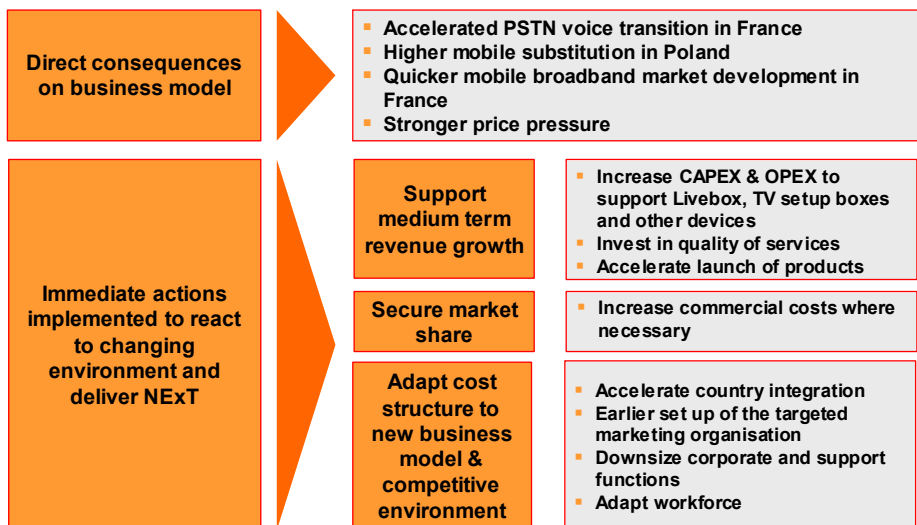 Direct consequences
on business model
▪ Accelerated PSTN voice transition in France
▪ Higher mobile substitution in Poland
▪ Quicker mobile broadband market development in
France
▪ Stronger price pressure
Immediate actions
implemented to react
to changing
environment and
deliver NExT
Support
medium term
revenue growth
▪ Increase CAPEX & OPEX to
support Livebox, TV setup boxes
and other devices
▪ Invest in quality of services
▪ Accelerate launch of products
Secure market
share
▪ Increase commercial costs where
necessary
Adapt cost
structure to
new business
model &
competitive
environment
▪ Accelerate country integration
▪ Earlier set up of the targeted
marketing organisation
▪ Downsize corporate and support
functions
▪ Adapt workforce